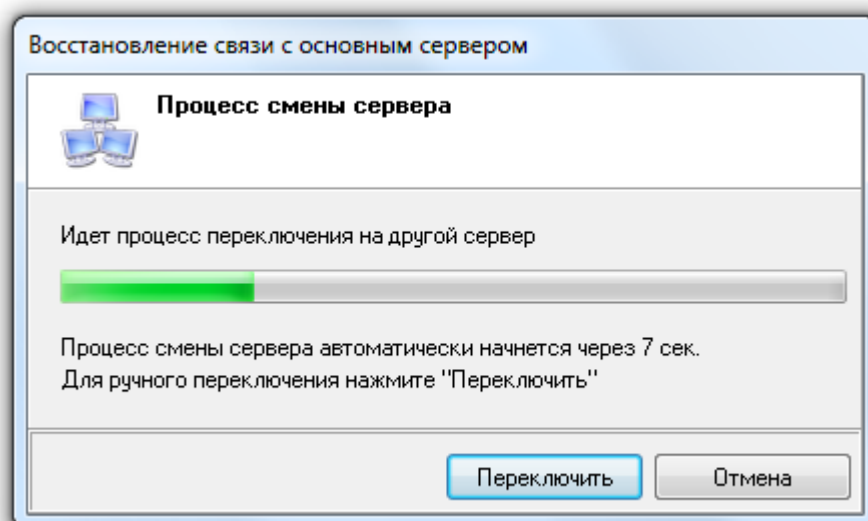 Восстановление связи с основным сервером
Процесс смены сервера
Идет процесс переключения на другой сервер
Процесс смены сервера автоматически начнется через 7 сек.
Для ручного переключения нажмите "Переключить"
Переключить
Отмена